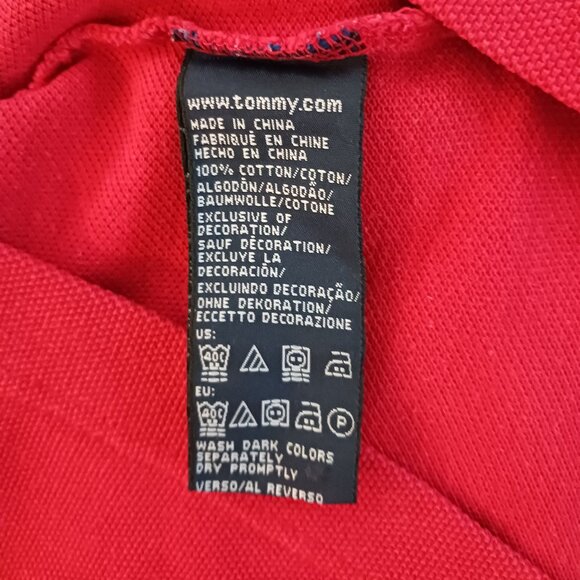 www.tommy.com
MADE IN CHINA
FABRIQUÉ EN CHINE
HECHO EN CHINA
100% COTTON/COTON/
ALGODÓN/ALGODÃO/
BAUMWOLLE/COTONE
EXCLUSIVE OF
DECORATION/
SAUF DÉCORATION/
EXCLUYE LA
DECORACIÓN/
EXCLUINDO DECORAÇÃO/
OHNE DEKORATION/
ECCETTO DECORAZIONE
US:
40C
EU:
40C P
WASH DARK COLORS
SEPARATELY
DRY PROMPTLY
VERSO/AL REVERSO